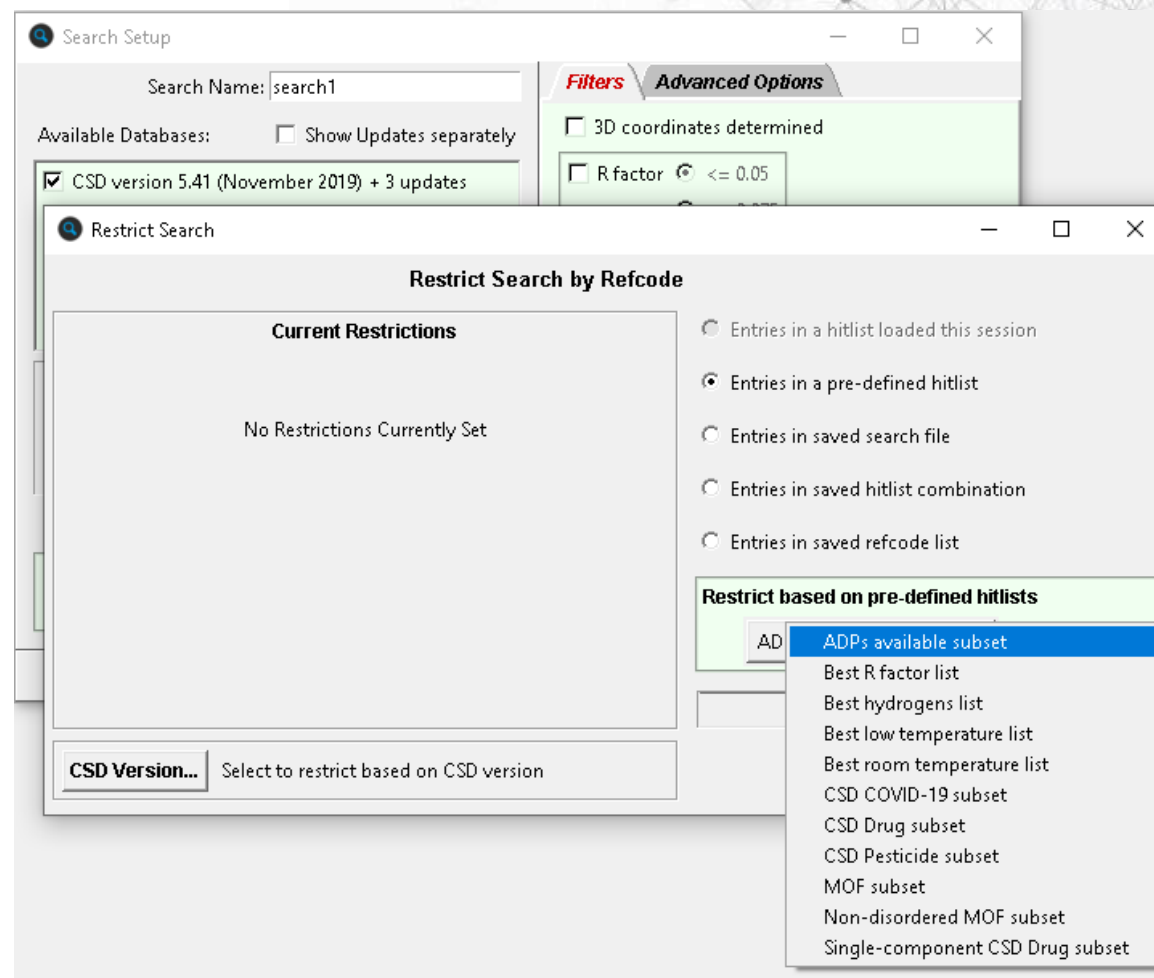 Search Setup
Search Name: search1
Filters Advanced Options
Available Databases: Show Updates separately
3D coordinates determined
CSD version 5.41 (November 2019) + 3 updates
R factor <= 0.05
Restrict Search
Restrict Search by Refcode
Current Restrictions
No Restrictions Currently Set
Entries in a hitlist loaded this session
Entries in a pre-defined hitlist
Entries in saved search file
Entries in saved hitlist combination
Entries in saved refcode list
Restrict based on pre-defined hitlists
AD
ADPs available subset
Best R factor list
Best hydrogens list
Best low temperature list
Best room temperature list
CSD COVID-19 subset
CSD Drug subset
CSD Pesticide subset
MOF subset
Non-disordered MOF subset
Single-component CSD Drug subset
CSD Version... Select to restrict based on CSD version